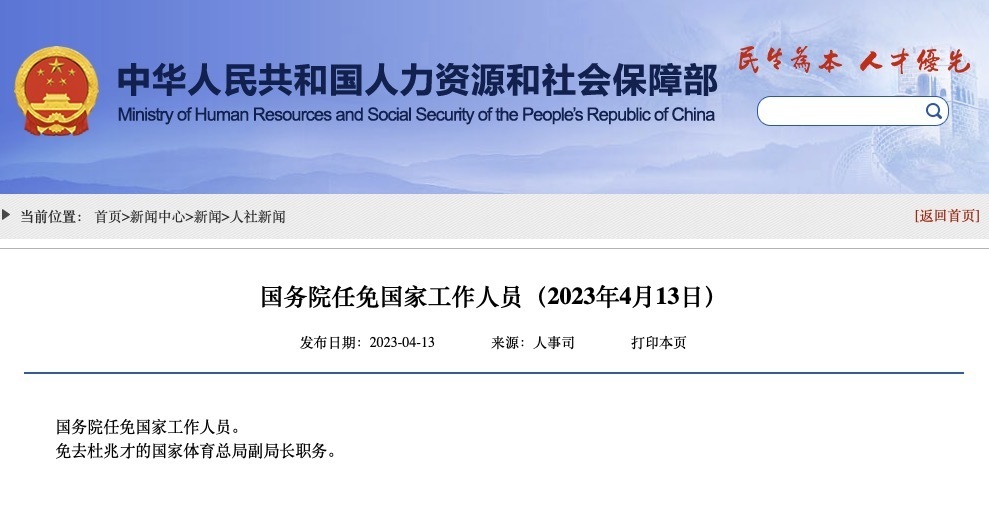 民生為本 人才優先
中华人民共和国人力资源和社会保障部
Ministry of Human Resources and Social Security of the People's Republic of China
当前位置： 首页>新闻中心>新闻>人社新闻
[返回首页]
国务院任免国家工作人员（2023年4月13日）
发布日期：2023-04-13 来源：人事司 打印本页
国务院任免国家工作人员。
免去杜兆才的国家体育总局副局长职务。